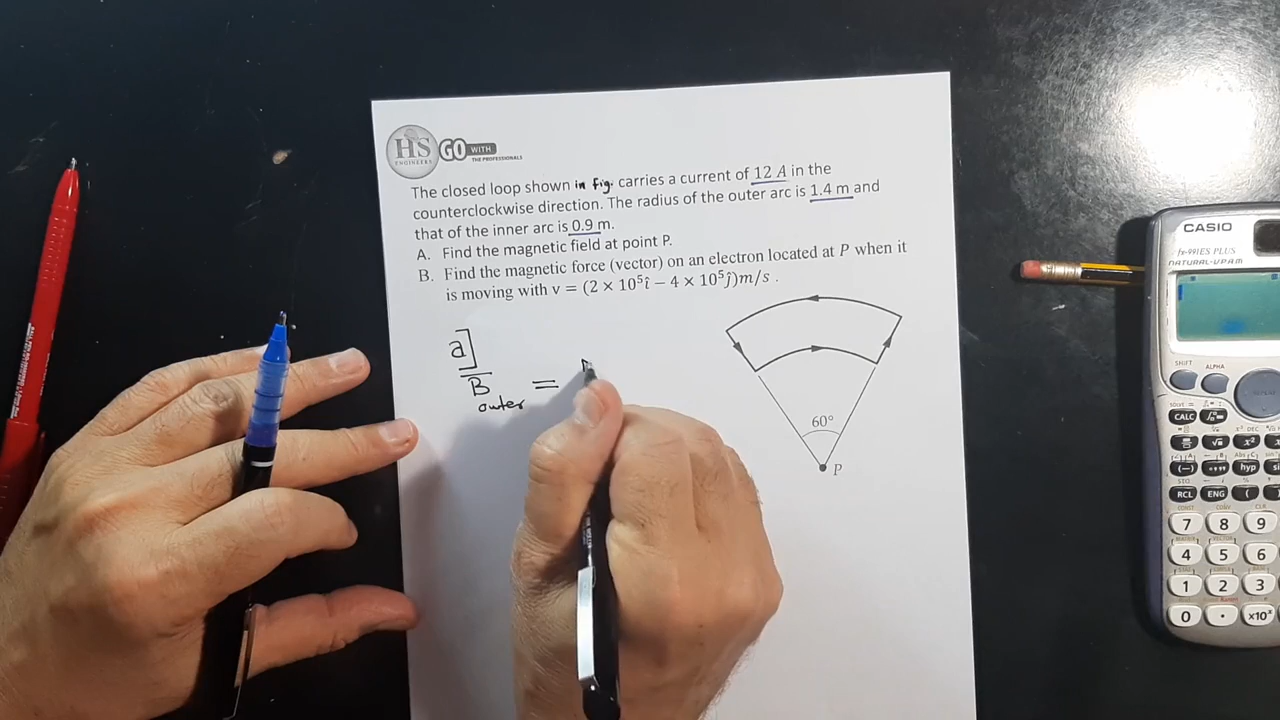 HS
ENGINEERS
GO WITH
THE PROFESSIONALS
The closed loop shown in fig. carries a current of 12 A in the
counterclockwise direction. The radius of the outer arc is 1.4 m and
that of the inner arc is 0.9 m.
A. Find the magnetic field at point P.
B. Find the magnetic force (vector) on an electron located at P when it
is moving with v = (2 × 10⁵î − 4 × 10⁵ĵ)m/s .
a]
B outer =
60°
P
CASIO
fx-991ES PLUS
NATURAL-V.P.A.M.
SHIFT ALPHA
CALC
hyp
RCL ENG (
7 8 9
4 5 6
1 2 3
0 . ×10ˣ